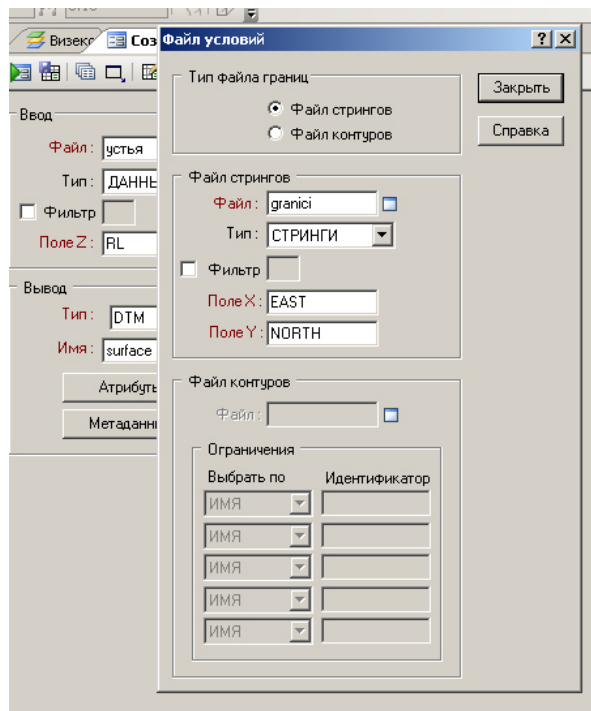 Визекс
Соз
Файл условий
Тип файла границ
Файл стрингов
Файл контуров
Закрыть
Справка
Ввод
Файл: устья
Тип: ДАННЬ
Фильтр
Поле Z: RL
Вывод
Тип: DTM
Имя: surface
Атрибуть
Метаданн
Файл стрингов
Файл: granici
Тип: СТРИНГИ
Фильтр
Поле X: EAST
Поле Y: NORTH
Файл контуров
Файл:
Ограничения
Выбрать по Идентификатор
ИМЯ
ИМЯ
ИМЯ
ИМЯ
ИМЯ